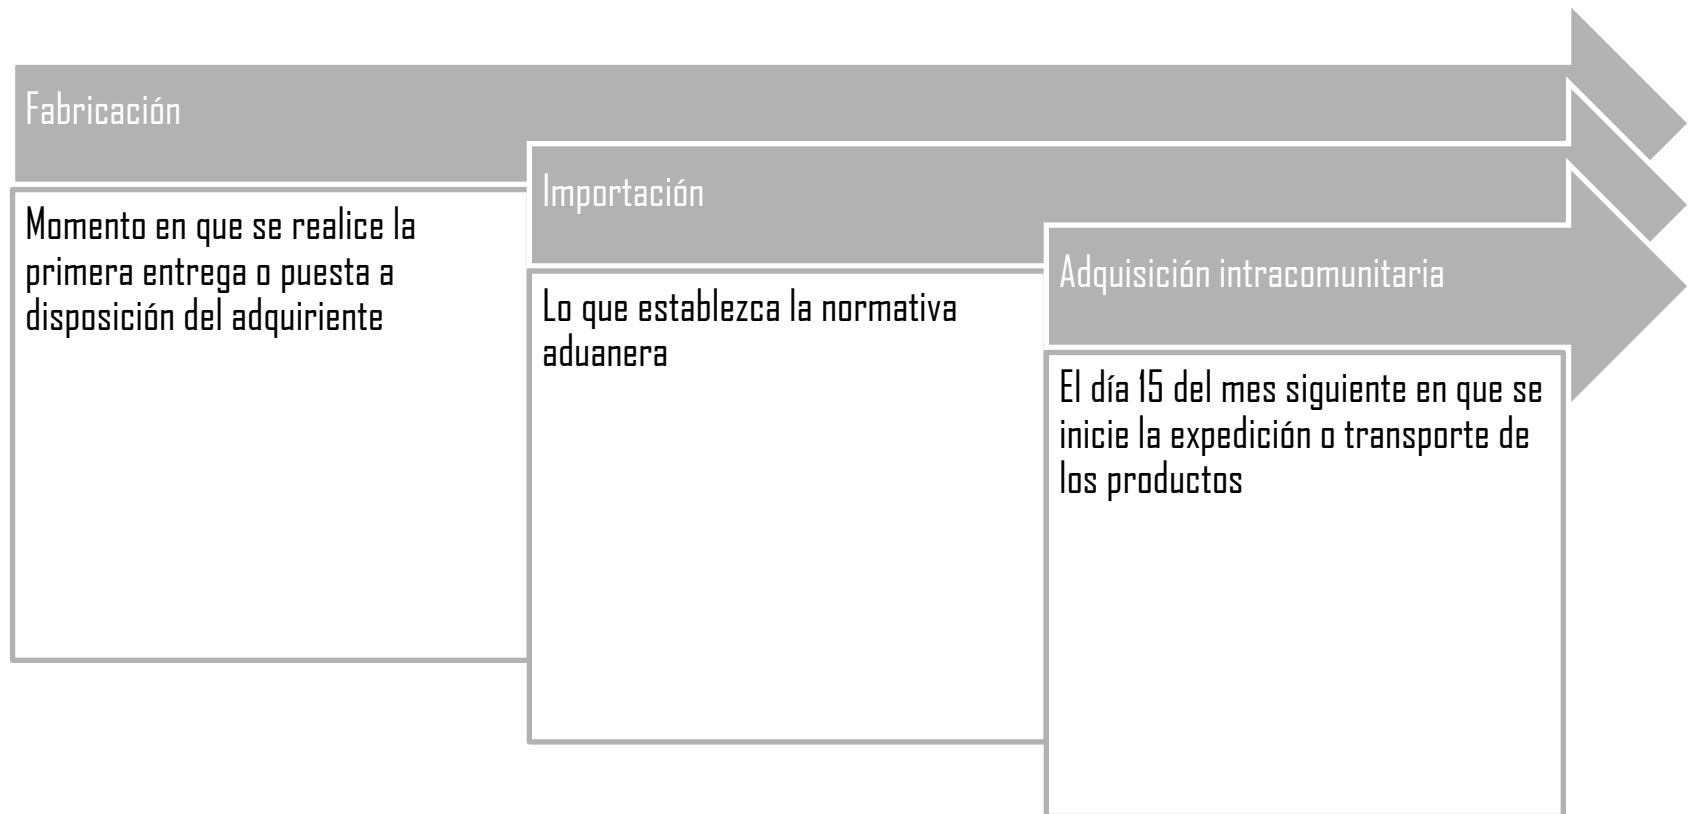 Fabricación
Momento en que se realice la
primera entrega o puesta a
disposición del adquiriente
Importación
Lo que establezca la normativa
aduanera
Adquisición intracomunitaria
El día 15 del mes siguiente en que se
inicie la expedición o transporte de
los productos